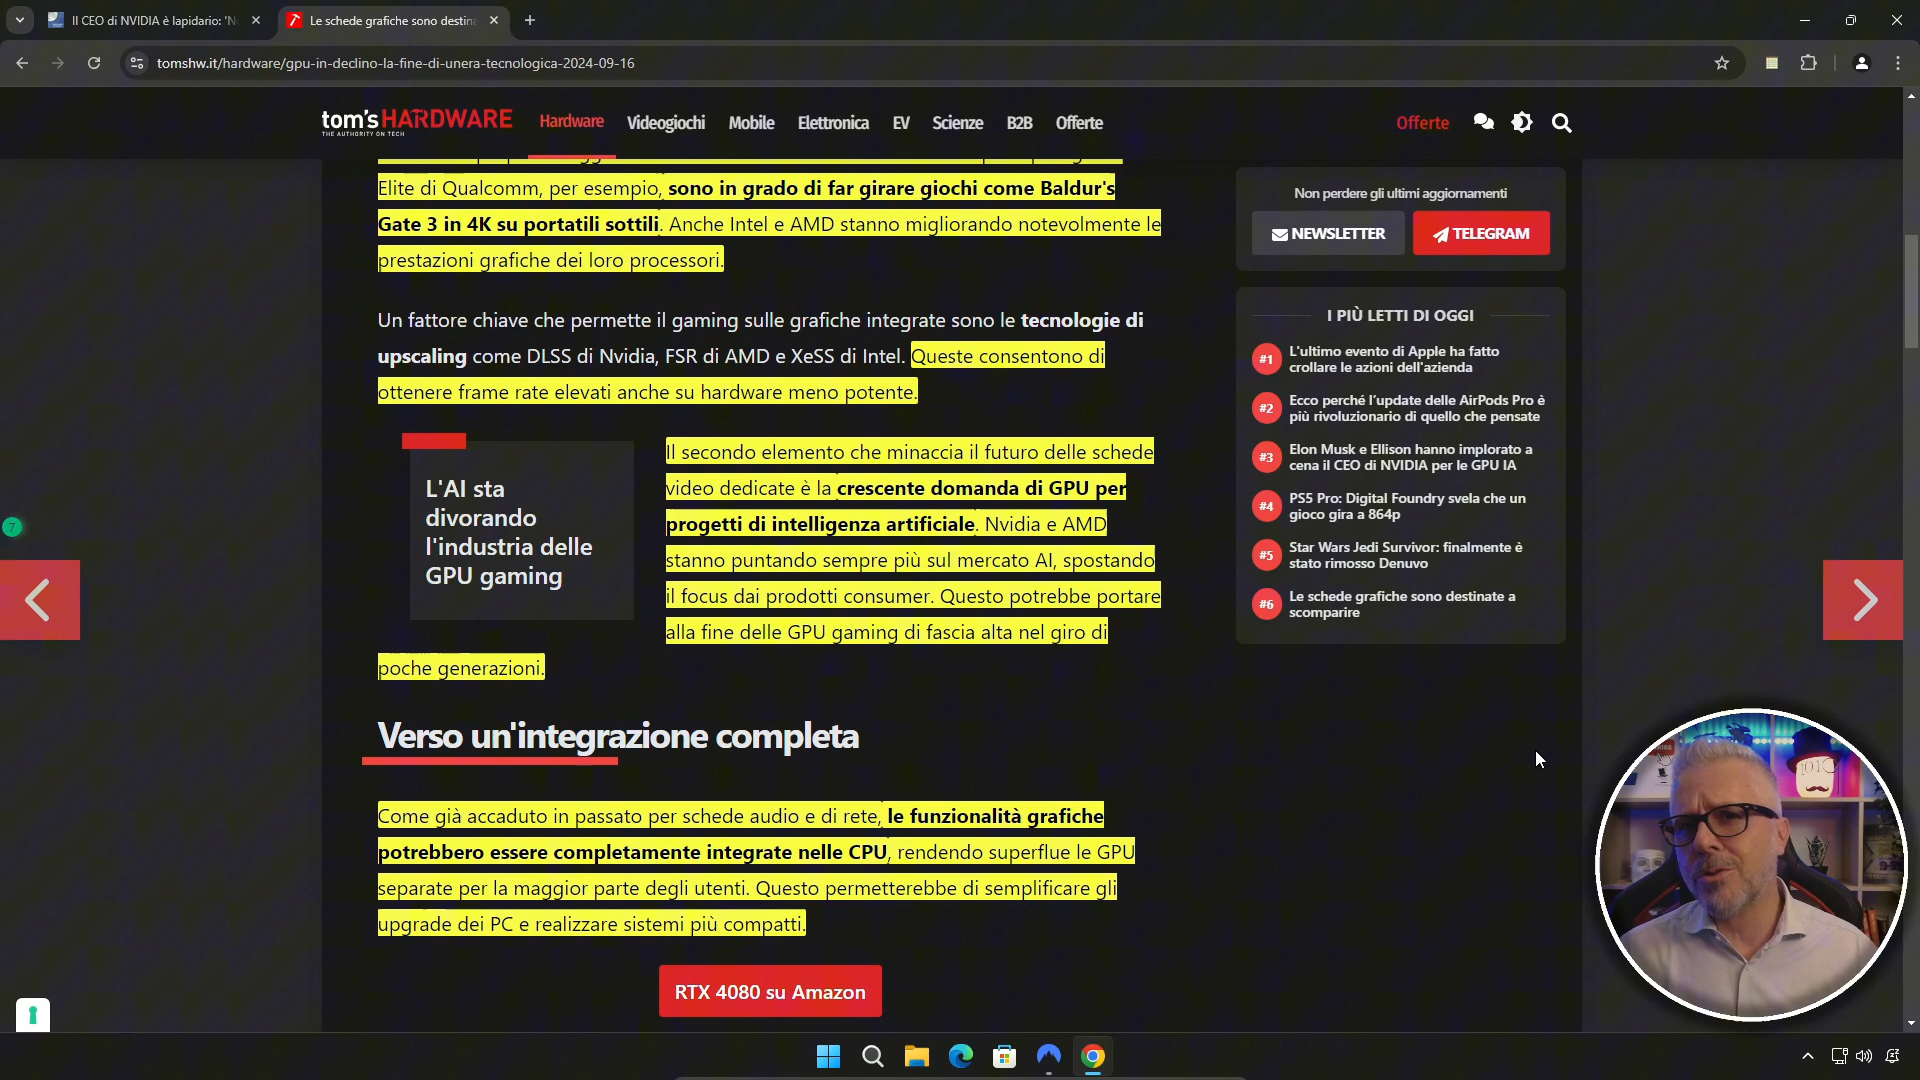 Il CEO di NVIDIA è lapidario: 'N
Le schede grafiche sono destin
tomshw.it/hardware/gpu-in-declino-la-fine-di-unera-tecnologica-2024-09-16
tom's HARDWARE
THE AUTHORITY ON TECH
Hardware
Videogiochi
Mobile
Elettronica
EV
Scienze
B2B
Offerte
Offerte
Elite di Qualcomm, per esempio, sono in grado di far girare giochi come Baldur's
Gate 3 in 4K su portatili sottili. Anche Intel e AMD stanno migliorando notevolmente le
prestazioni grafiche dei loro processori.
Un fattore chiave che permette il gaming sulle grafiche integrate sono le tecnologie di
upscaling come DLSS di Nvidia, FSR di AMD e XeSS di Intel. Queste consentono di
ottenere frame rate elevati anche su hardware meno potente.
L'AI sta
divorando
l'industria delle
GPU gaming
Il secondo elemento che minaccia il futuro delle schede
video dedicate è la crescente domanda di GPU per
progetti di intelligenza artificiale. Nvidia e AMD
stanno puntando sempre più sul mercato AI, spostando
il focus dai prodotti consumer. Questo potrebbe portare
alla fine delle GPU gaming di fascia alta nel giro di
poche generazioni.
Verso un'integrazione completa
Come già accaduto in passato per schede audio e di rete, le funzionalità grafiche
potrebbero essere completamente integrate nelle CPU, rendendo superflue le GPU
separate per la maggior parte degli utenti. Questo permetterebbe di semplificare gli
upgrade dei PC e realizzare sistemi più compatti.
RTX 4080 su Amazon
Non perdere gli ultimi aggiornamenti
NEWSLETTER
TELEGRAM
I PIÙ LETTI DI OGGI
#1 L'ultimo evento di Apple ha fatto
crollare le azioni dell'azienda
#2 Ecco perché l'update delle AirPods Pro è
più rivoluzionario di quello che pensate
#3 Elon Musk e Ellison hanno implorato a
cena il CEO di NVIDIA per le GPU IA
#4 PS5 Pro: Digital Foundry svela che un
gioco gira a 864p
#5 Star Wars Jedi Survivor: finalmente è
stato rimosso Denuvo
#6 Le schede grafiche sono destinate a
scomparire
7